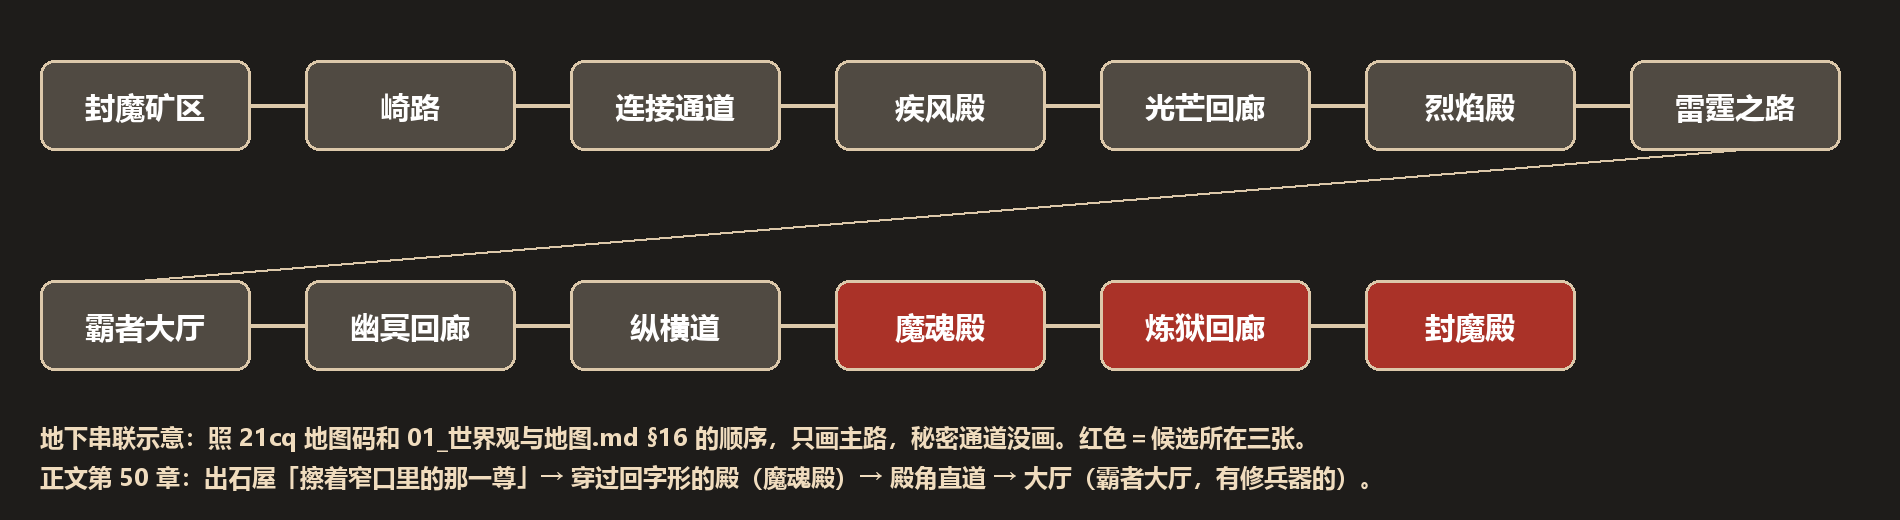 封魔矿区
崎路
连接通道
疾风殿
光芒回廊
烈焰殿
雷霆之路
霸者大厅
幽冥回廊
纵横道
魔魂殿
炼狱回廊
封魔殿
地下串联示意：照 21cq 地图码和 01_世界观与地图.md §16 的顺序，只画主路，秘密通道没画。红色＝候选所在三张。
正文第 50 章：出石屋「擦着窄口里的那一尊」→ 穿过回字形的殿（魔魂殿）→ 殿角直道 → 大厅（霸者大厅，有修兵器的）。